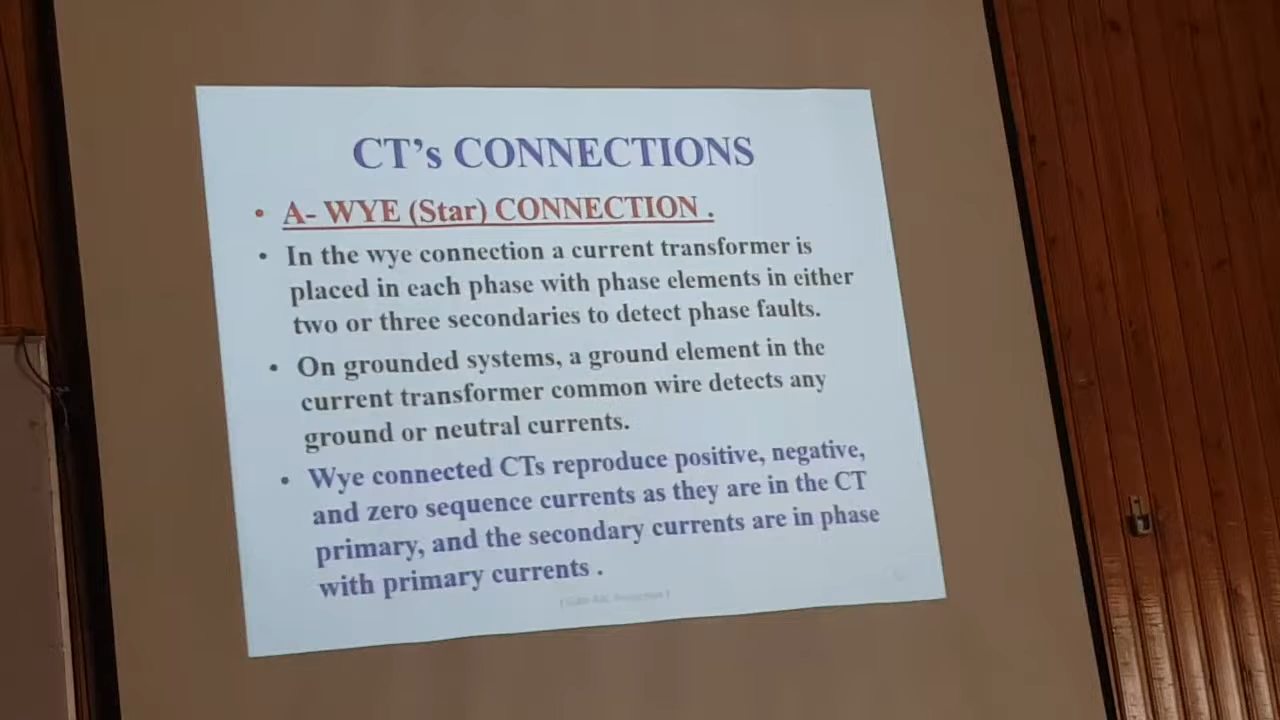 CT's CONNECTIONS
• A- WYE (Star) CONNECTION .
• In the wye connection a current transformer is
placed in each phase with phase elements in either
two or three secondaries to detect phase faults.
• On grounded systems, a ground element in the
current transformer common wire detects any
ground or neutral currents.
• Wye connected CTs reproduce positive, negative,
and zero sequence currents as they are in the CT
primary, and the secondary currents are in phase
with primary currents .